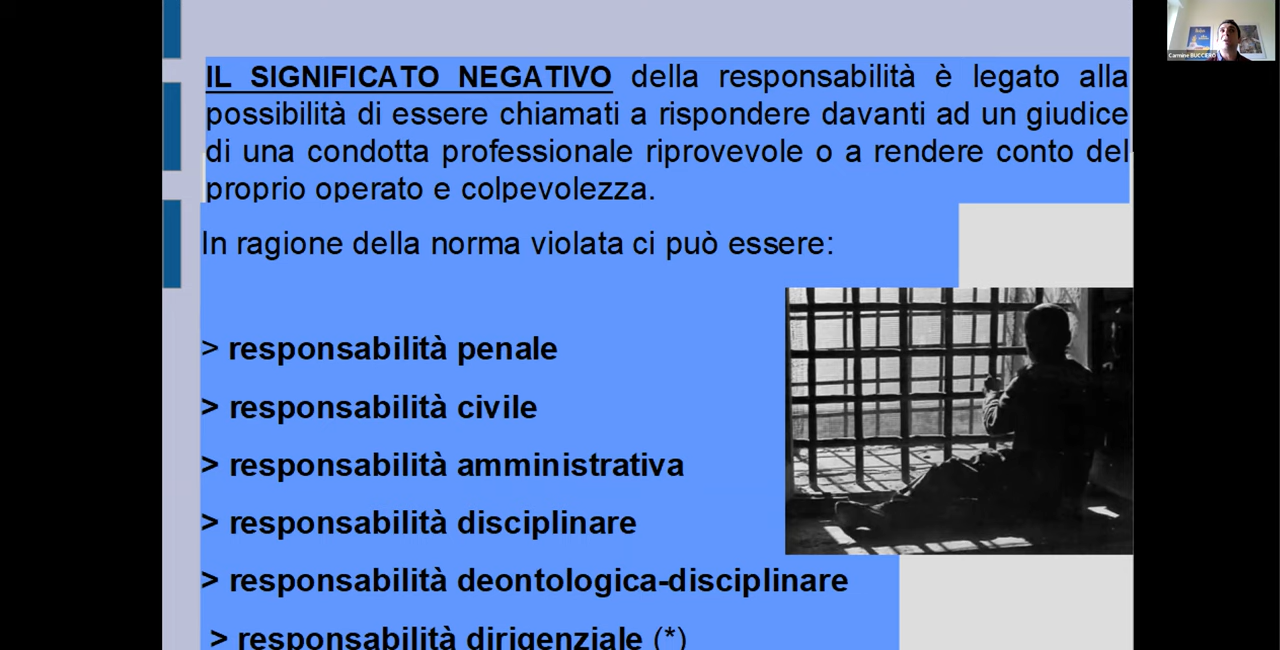 IL SIGNIFICATO NEGATIVO della responsabilità è legato alla
possibilità di essere chiamati a rispondere davanti ad un giudice
di una condotta professionale riprovevole o a rendere conto del
proprio operato e colpevolezza.
In ragione della norma violata ci può essere:
> responsabilità penale
> responsabilità civile
> responsabilità amministrativa
> responsabilità disciplinare
> responsabilità deontologica-disciplinare
> responsabilità dirigenziale (*)
Carmine BUCCERO